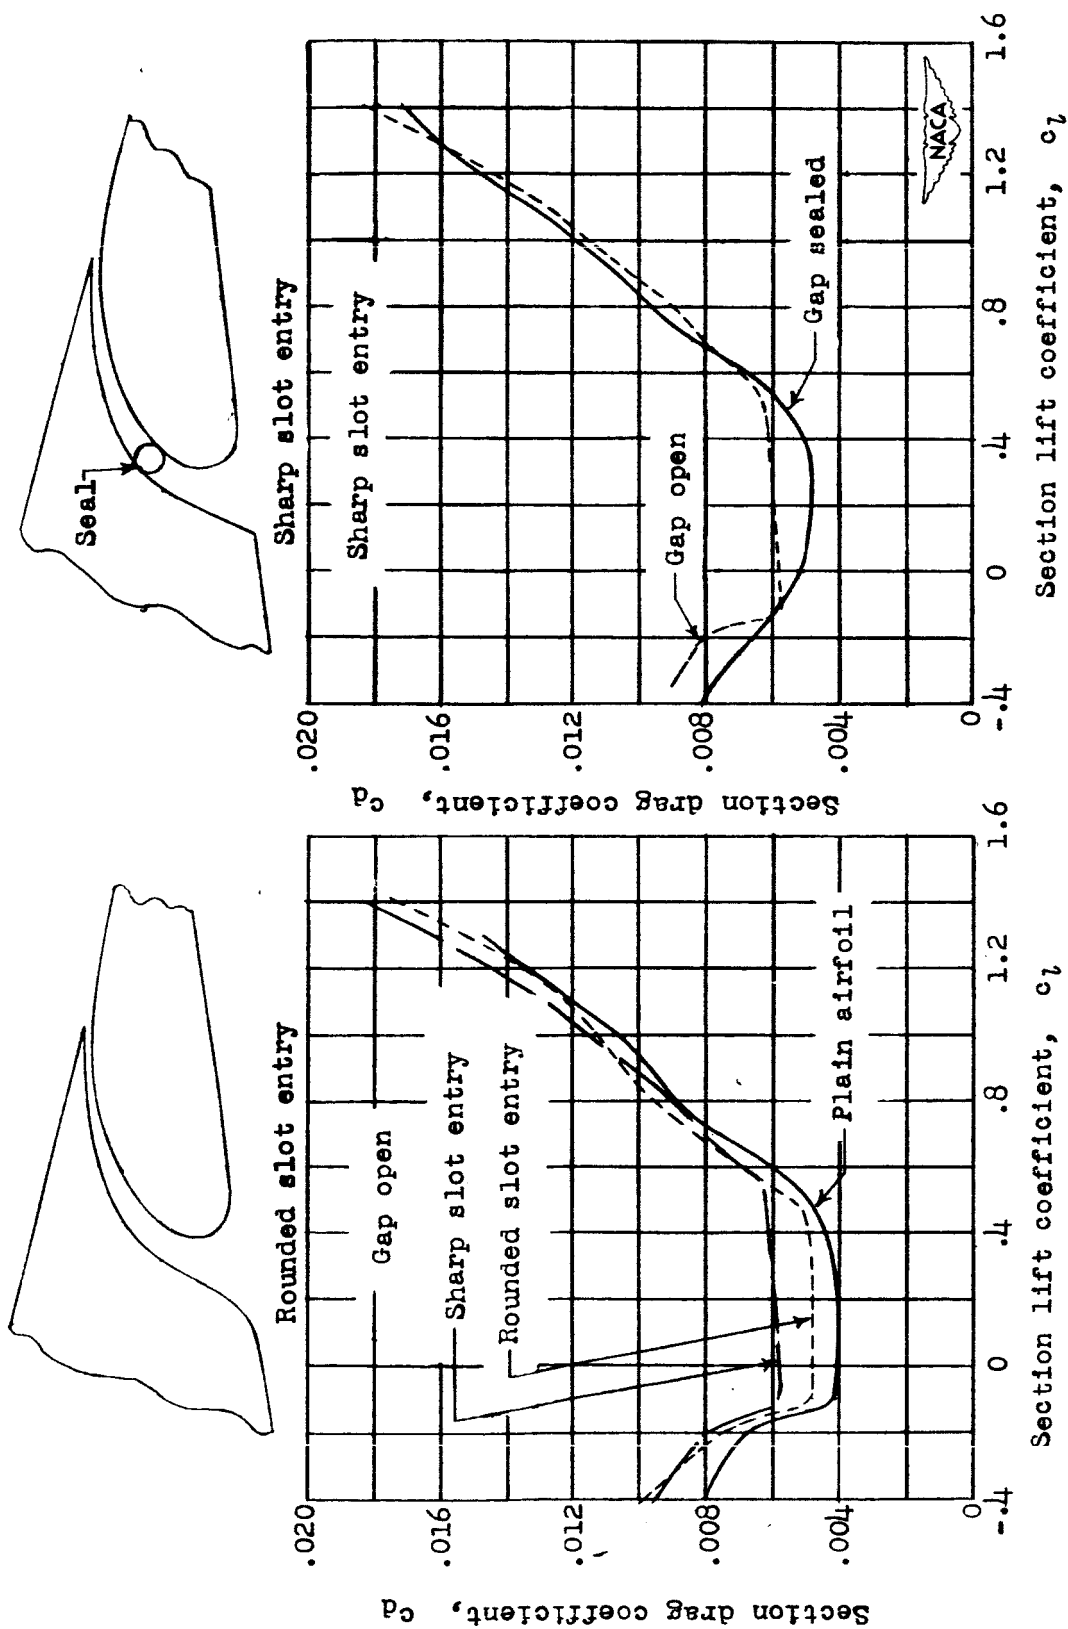 Rounded slot entry
Gap open
Sharp slot entry
Rounded slot entry
Plain airfoil
.020
.016
.012
.008
.004
0
-.4
0
.4
.8
1.2
1.6
Section drag coefficient, cd
Section lift coefficient, cl
Seal
Sharp slot entry
Sharp slot entry
Gap open
Gap sealed
NACA
.020
.016
.012
.008
.004
0
-.4
0
.4
.8
1.2
1.6
Section drag coefficient, cd
Section lift coefficient, cl